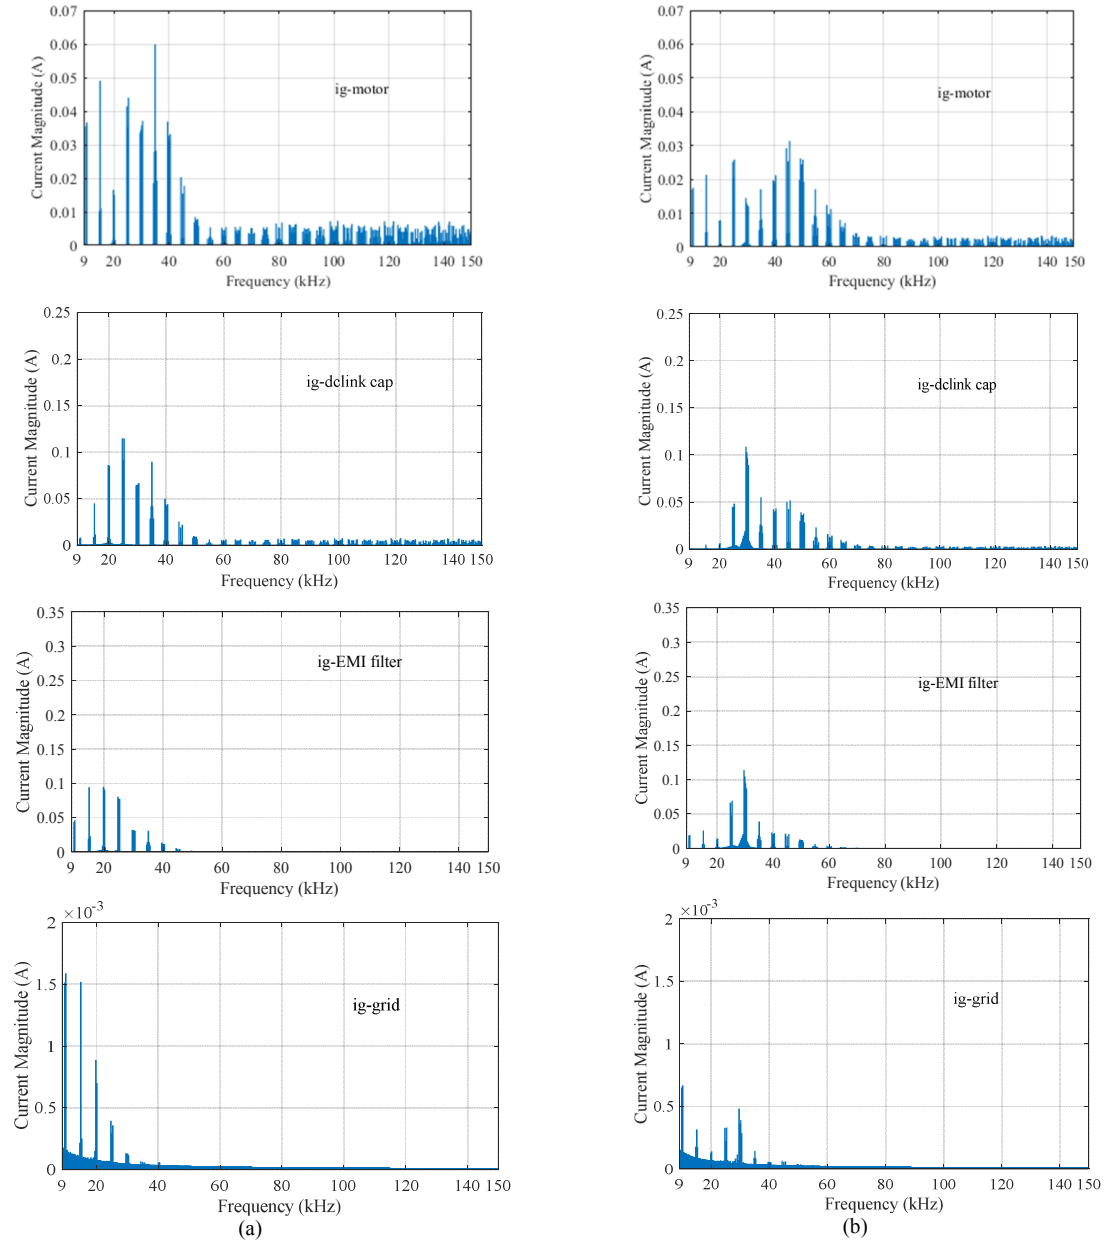 0.07
0.06
0.05
0.04
0.03
0.02
0.01
0
Current Magnitude (A)
ig-motor
9 20 40 60 80 100 120 140 150
Frequency (kHz)
0.07
0.06
0.05
0.04
0.03
0.02
0.01
0
Current Magnitude (A)
ig-motor
9 20 40 60 80 100 120 140 150
Frequency (kHz)
0.25
0.2
0.15
0.1
0.05
0
Current Magnitude (A)
ig-dclink cap
9 20 40 60 80 100 120 140 150
Frequency (kHz)
0.25
0.2
0.15
0.1
0.05
0
Current Magnitude (A)
ig-dclink cap
9 20 40 60 80 100 120 140 150
Frequency (kHz)
0.35
0.3
0.25
0.2
0.15
0.1
0.05
0
Current Magnitude (A)
ig-EMI filter
9 20 40 60 80 100 120 140 150
Frequency (kHz)
0.35
0.3
0.25
0.2
0.15
0.1
0.05
0
Current Magnitude (A)
ig-EMI filter
9 20 40 60 80 100 120 140 150
Frequency (kHz)
×10-3
2
1.5
1
0.5
0
Current Magnitude (A)
ig-grid
9 20 40 60 80 100 120 140 150
Frequency (kHz)
(a)
×10-3
2
1.5
1
0.5
0
Current Magnitude (A)
ig-grid
9 20 40 60 80 100 120 140 150
Frequency (kHz)
(b)